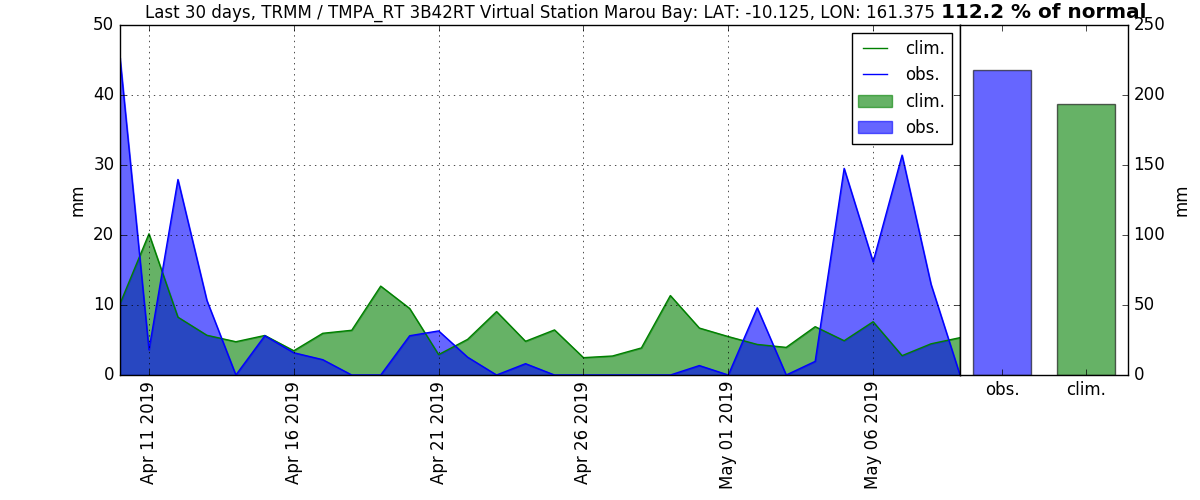 Last 30 days, TRMM / TMPA_RT 3B42RT Virtual Station Marou Bay: LAT: -10.125, LON: 161.375 112.2 % of normal
50
40
30
20
10
0
mm
clim.
obs.
clim.
obs.
250
200
150
100
50
0
mm
Apr 11 2019
Apr 16 2019
Apr 21 2019
Apr 26 2019
May 01 2019
May 06 2019
obs.
clim.